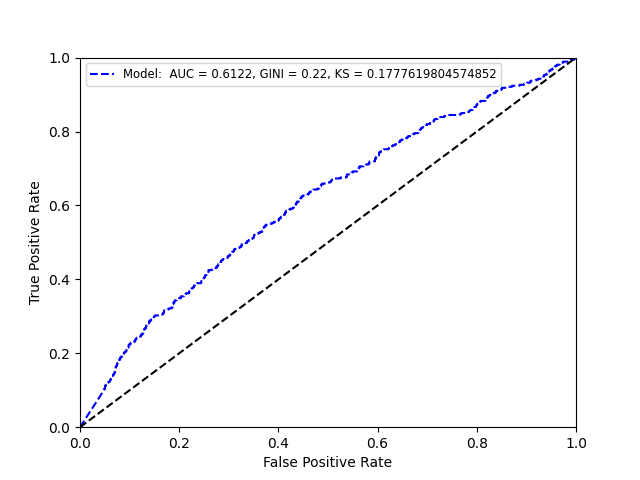 1.0
Model:  AUC = 0.6122, GINI = 0.22, KS = 0.1777619804574852
0.8
0.6
0.4
0.2
0.0
True Positive Rate
0.0 0.2 0.4 0.6 0.8 1.0
False Positive Rate